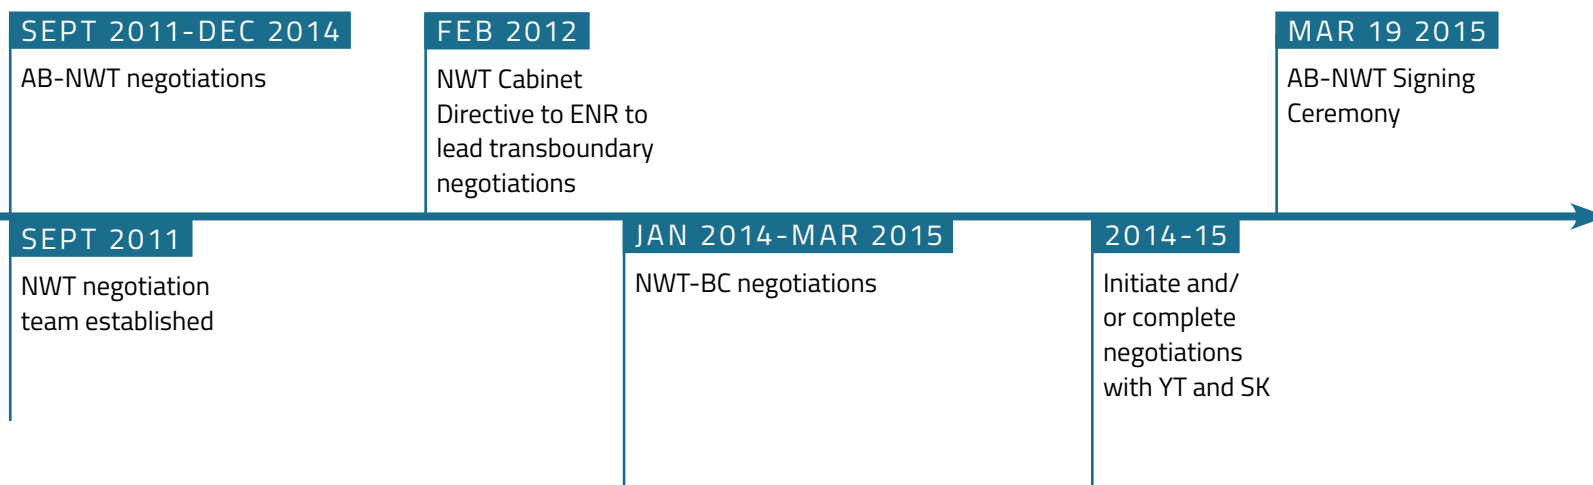 SEPT 2011-DEC 2014
AB-NWT negotiations
FEB 2012
NWT Cabinet
Directive to ENR to
lead transboundary
negotiations
MAR 19 2015
AB-NWT Signing
Ceremony
SEPT 2011
NWT negotiation
team established
JAN 2014-MAR 2015
NWT-BC negotiations
2014-15
Initiate and/
or complete
negotiations
with YT and SK